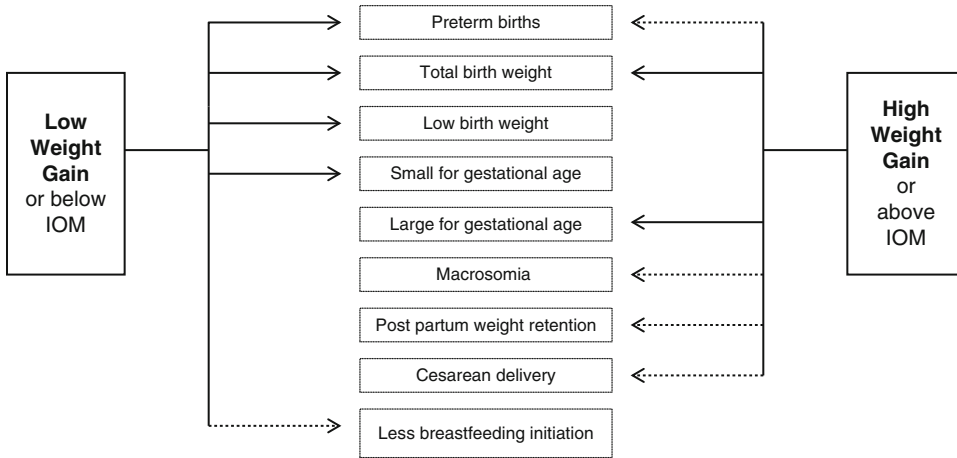 Low
Weight
Gain
or below
IOM
Preterm births
Total birth weight
Low birth weight
Small for gestational age
Large for gestational age
Macrosomia
Post partum weight retention
Cesarean delivery
Less breastfeeding initiation
High
Weight
Gain
or
above
IOM